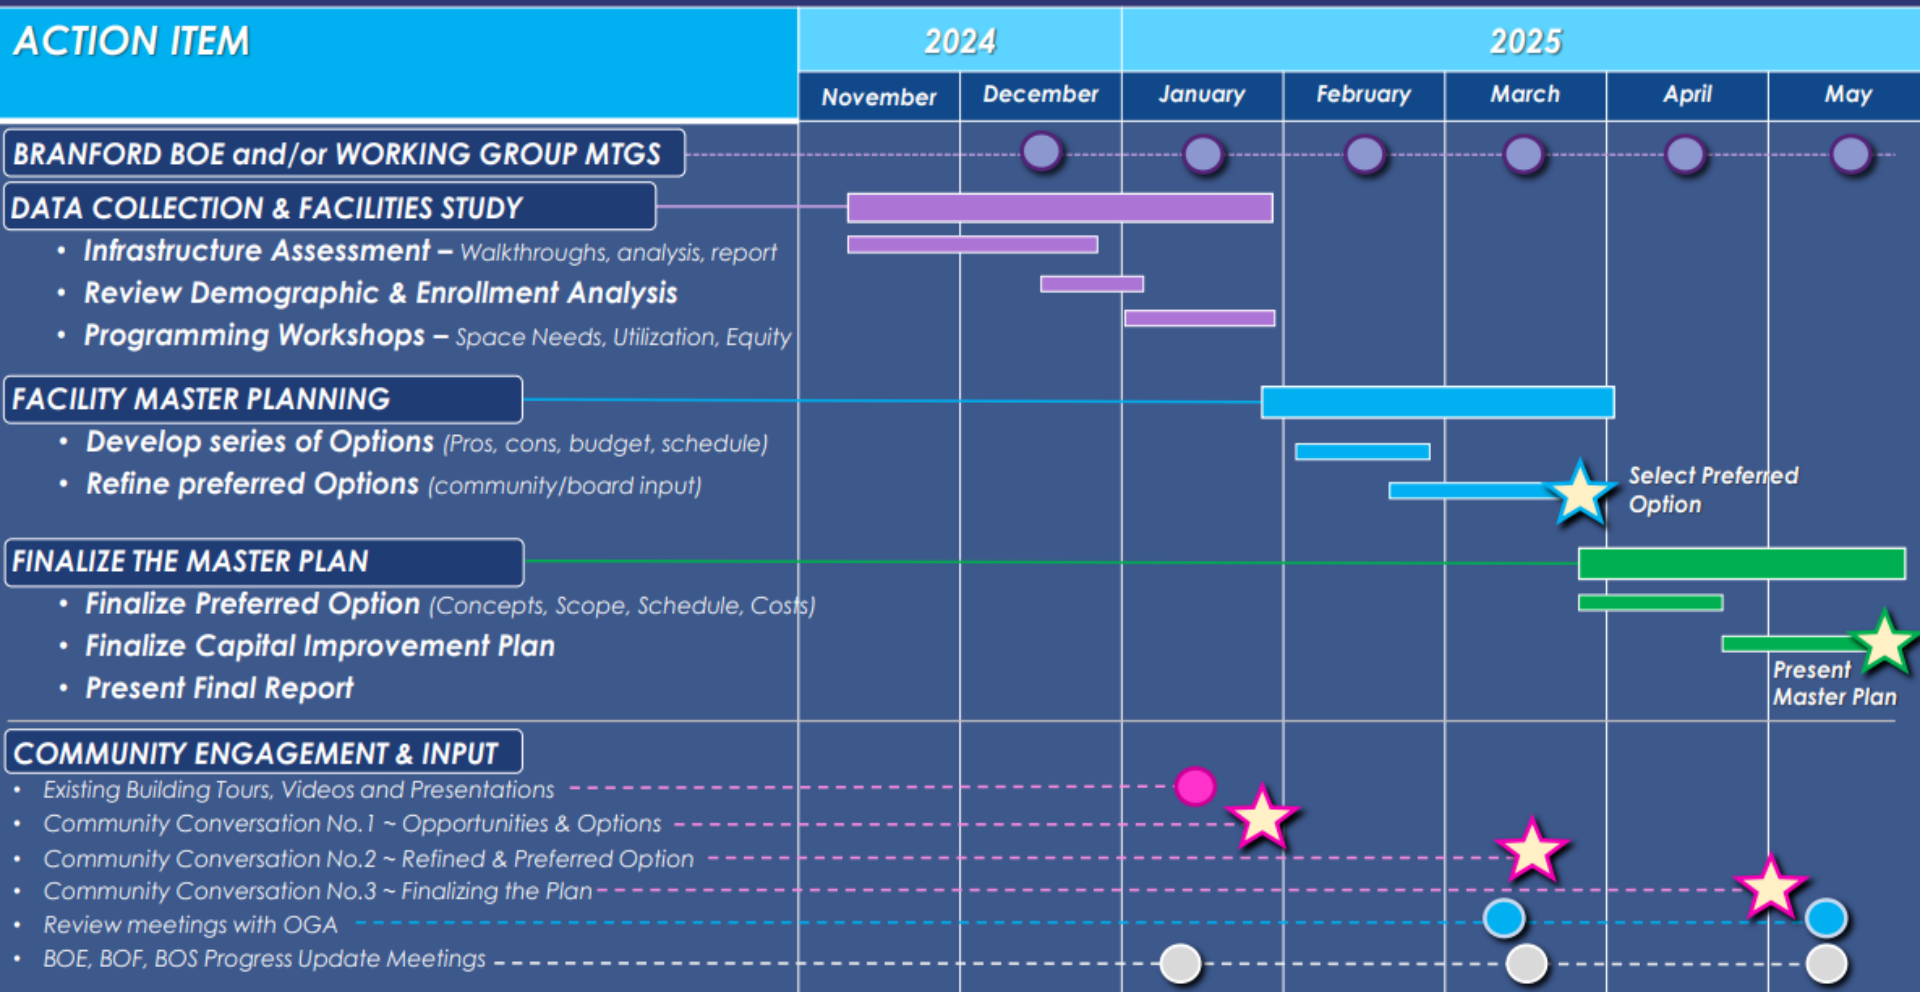 ACTION ITEM
2024
2025
November
December
January
February
March
April
May
BRANFORD BOE and/or WORKING GROUP MTGS
DATA COLLECTION & FACILITIES STUDY
• Infrastructure Assessment – Walkthroughs, analysis, report
• Review Demographic & Enrollment Analysis
• Programming Workshops – Space Needs, Utilization, Equity
FACILITY MASTER PLANNING
• Develop series of Options (Pros, cons, budget, schedule)
• Refine preferred Options (community/board input)
Select Preferred
Option
FINALIZE THE MASTER PLAN
• Finalize Preferred Option (Concepts, Scope, Schedule, Costs)
• Finalize Capital Improvement Plan
• Present Final Report
Present
Master Plan
COMMUNITY ENGAGEMENT & INPUT
• Existing Building Tours, Videos and Presentations
• Community Conversation No.1 ~ Opportunities & Options
• Community Conversation No.2 ~ Refined & Preferred Option
• Community Conversation No.3 ~ Finalizing the Plan
• Review meetings with OGA
• BOE, BOF, BOS Progress Update Meetings